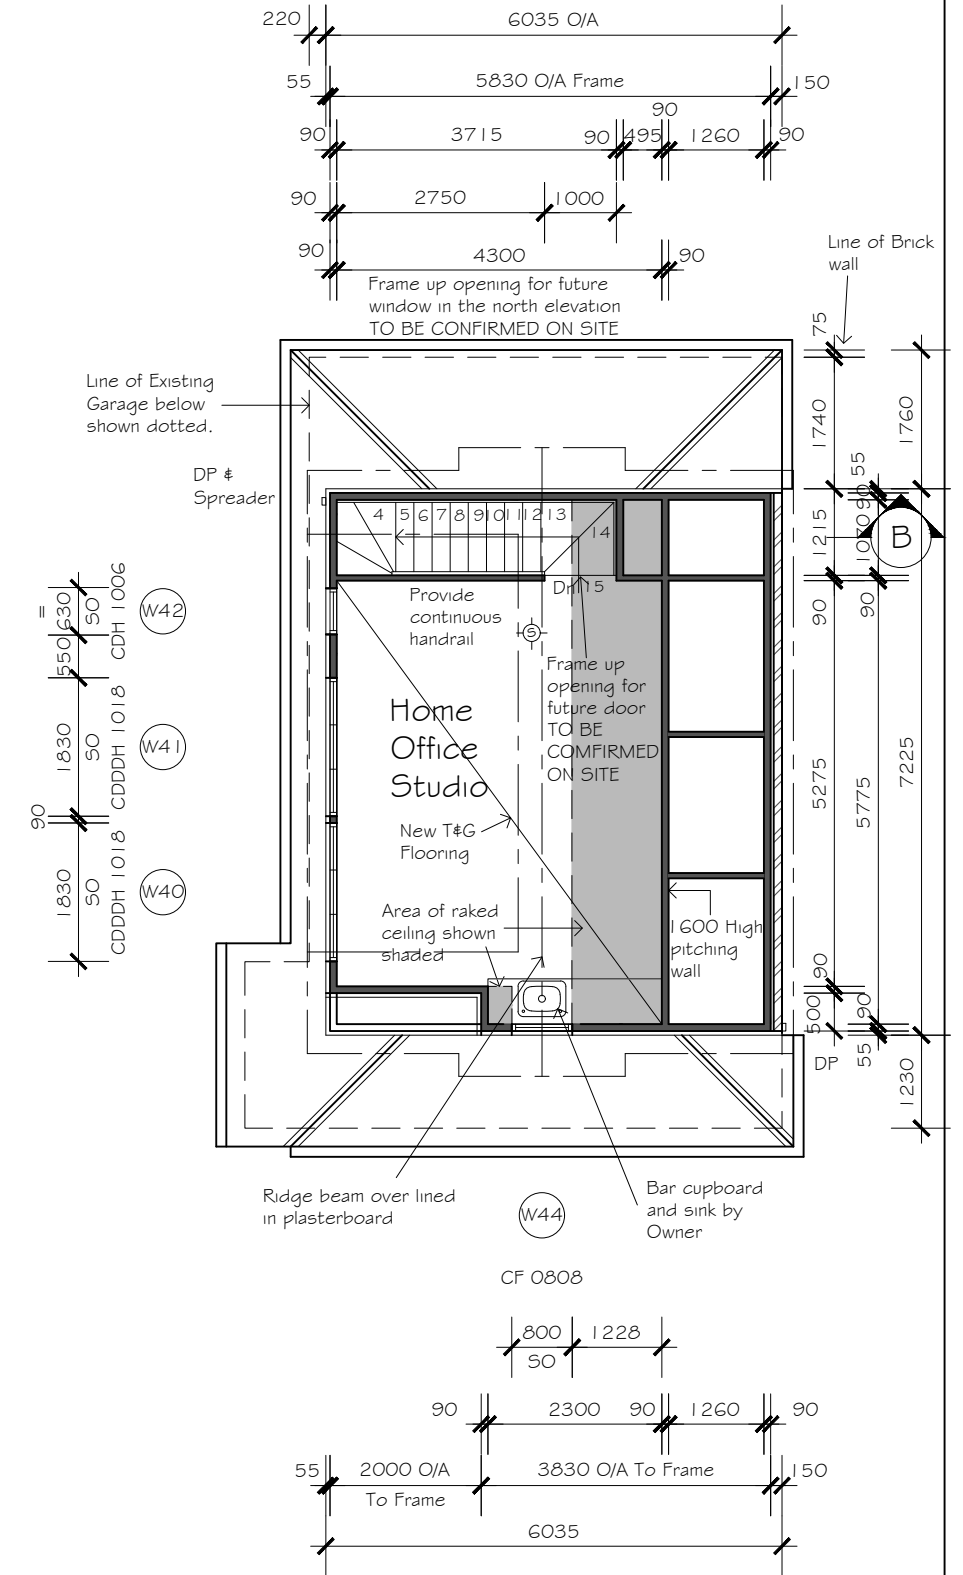 220
6035 O/A
55
5830 O/A Frame
150
90
90
3715
90
495
1260
90
90
2750
1000
90
4300
90
Frame up opening for future
window in the north elevation
TO BE CONFIRMED ON SITE
Line of Brick
wall
75
Line of Existing
Garage below
shown dotted.
1740
1760
DP &
Spreader
55
90
4 5 6 7 8 9 10 11 12 13
14
1215
1070
B
Dn 15
90
90
Provide
continuous
handrail
S
=
630
SO
CDH 1006
W42
550
Frame up
opening for
future door
TO BE
COMFIRMED
ON SITE
Home
Office
Studio
1830
SO
CDDDH 1018
W41
90
5275
5775
7225
New T&G
Flooring
1830
SO
CDDDH 1018
W40
Area of raked
ceiling shown
shaded
1600 High
pitching
wall
90
500
90
DP
55
1230
Ridge beam over lined
in plasterboard
Bar cupboard
and sink by
Owner
W44
CF 0808
800
1228
SO
90
2300
90
1260
90
55
2000 O/A
To Frame
3830 O/A To Frame
150
6035